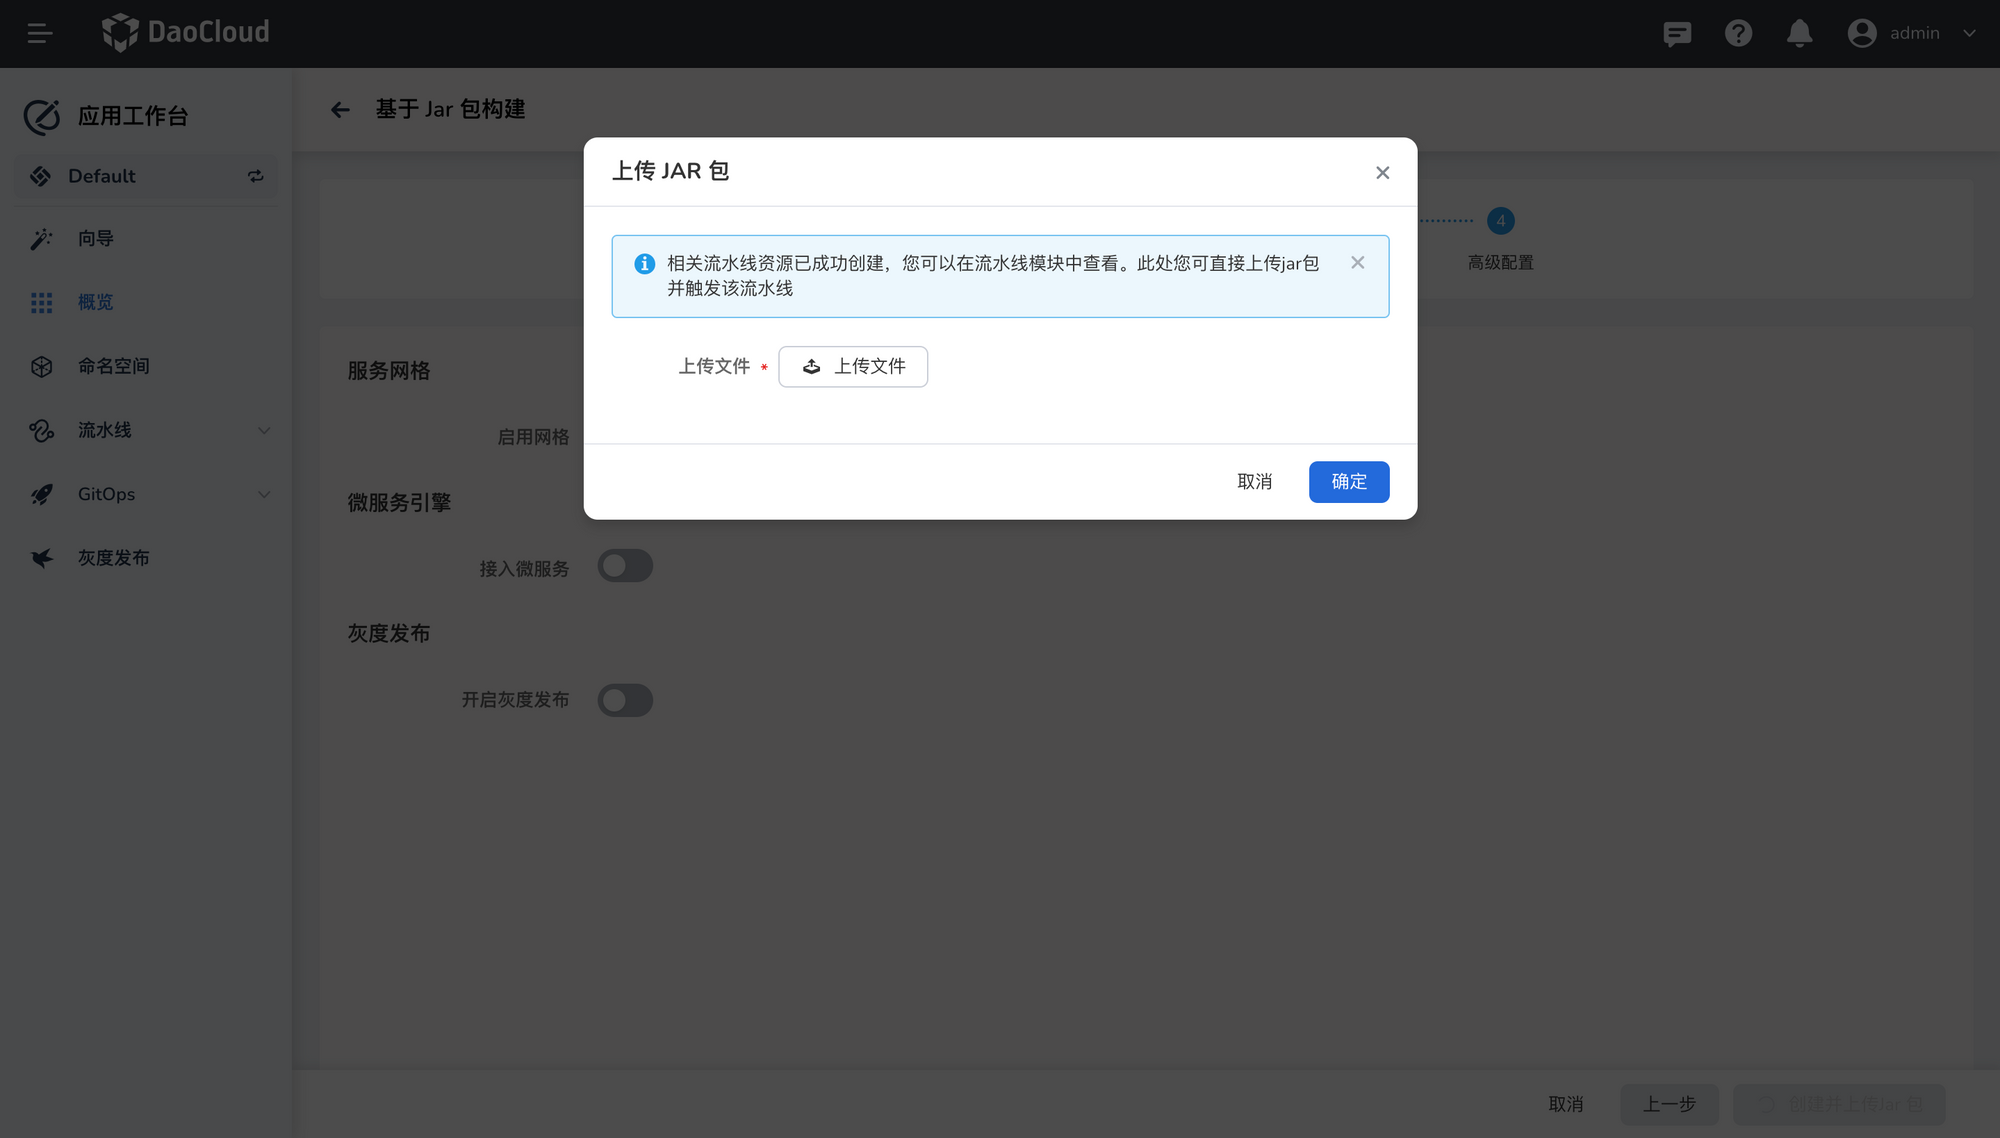 DaoCloud
admin
应用工作台
Default
向导
概览
命名空间
流水线
GitOps
灰度发布
基于 Jar 包构建
4
高级配置
服务网格
启用网格
微服务引擎
接入微服务
灰度发布
开启灰度发布
上传 JAR 包
相关流水线资源已成功创建，您可以在流水线模块中查看。此处您可直接上传jar包
并触发该流水线
上传文件 * 上传文件
取消 确定
取消 上一步 创建并上传Jar 包